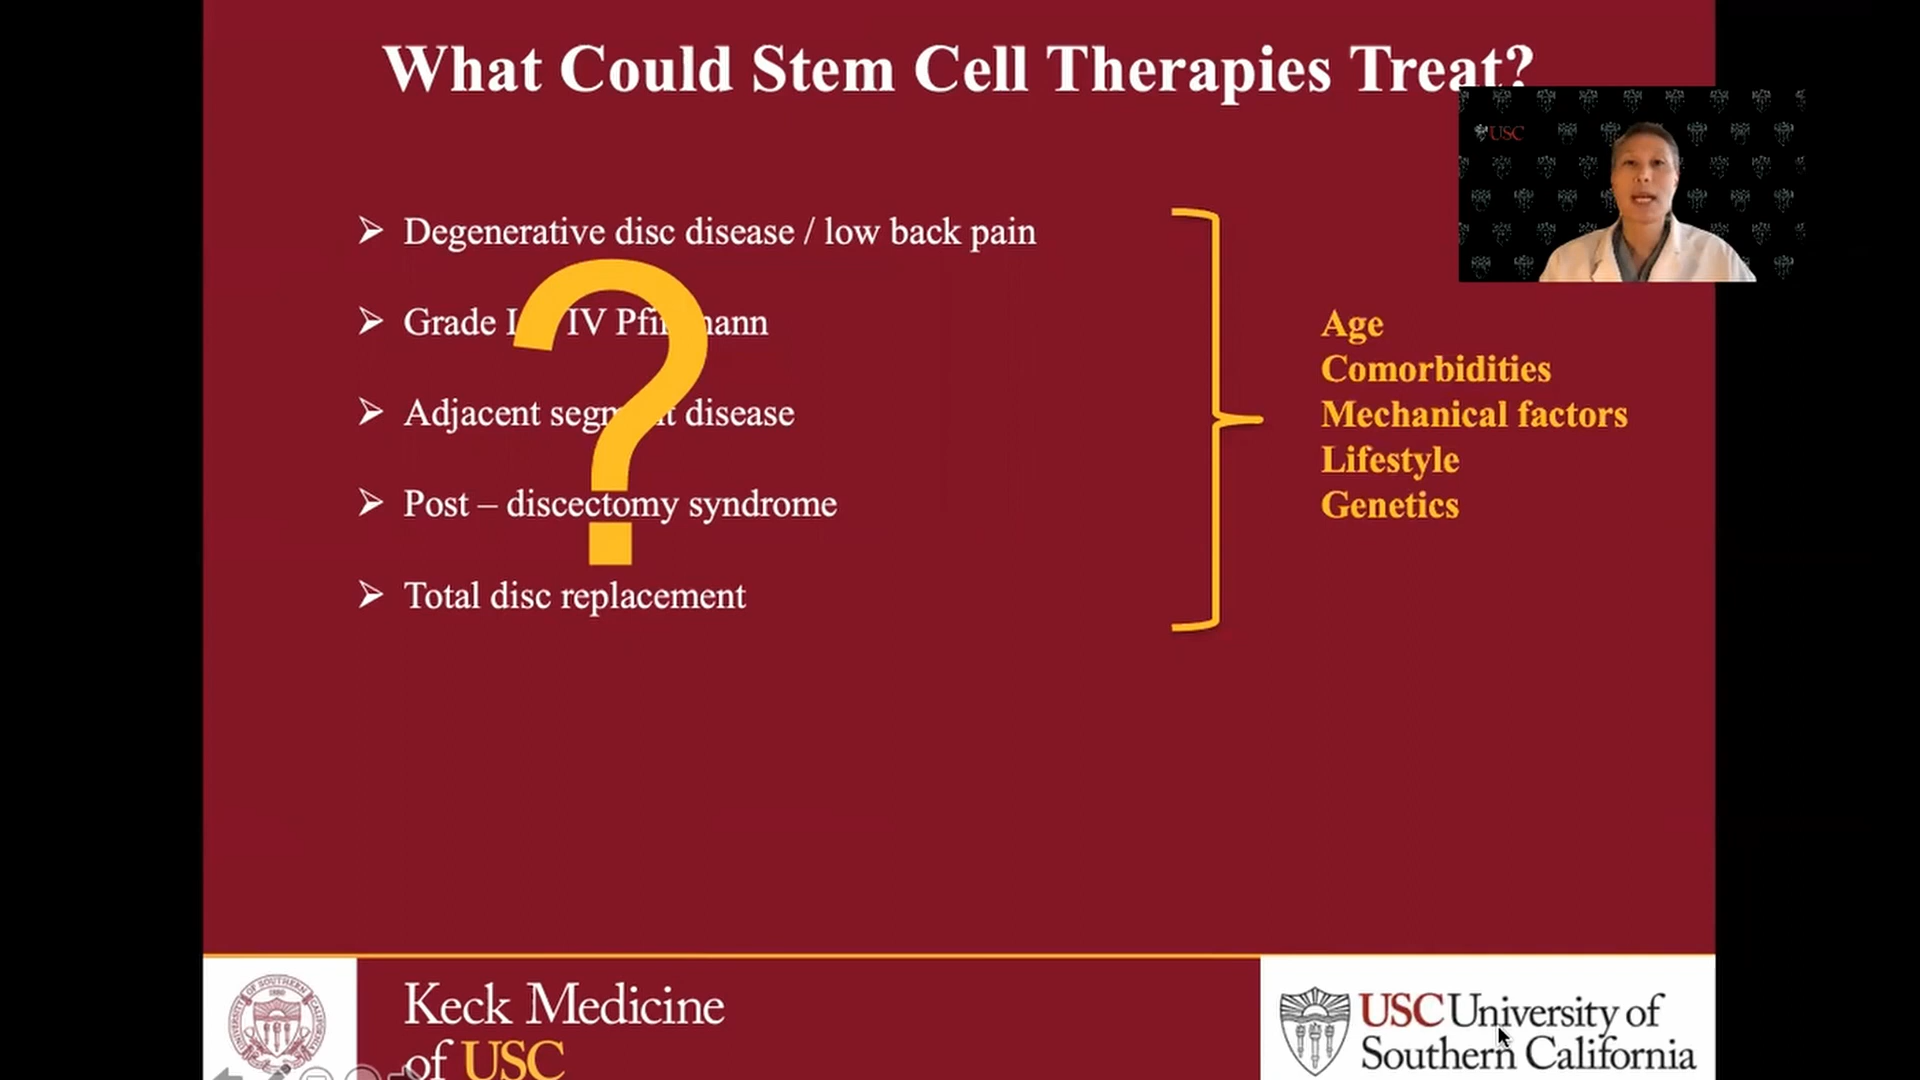 What Could Stem Cell Therapies Treat?
USC
Degenerative disc disease / low back pain
Grade IV
Adjacent disease
Post – discectomy syndrome
Total disc replacement
?
Age
Comorbidities
Mechanical factors
Lifestyle
Genetics
Keck Medicine
of USC
USC University of
Southern California